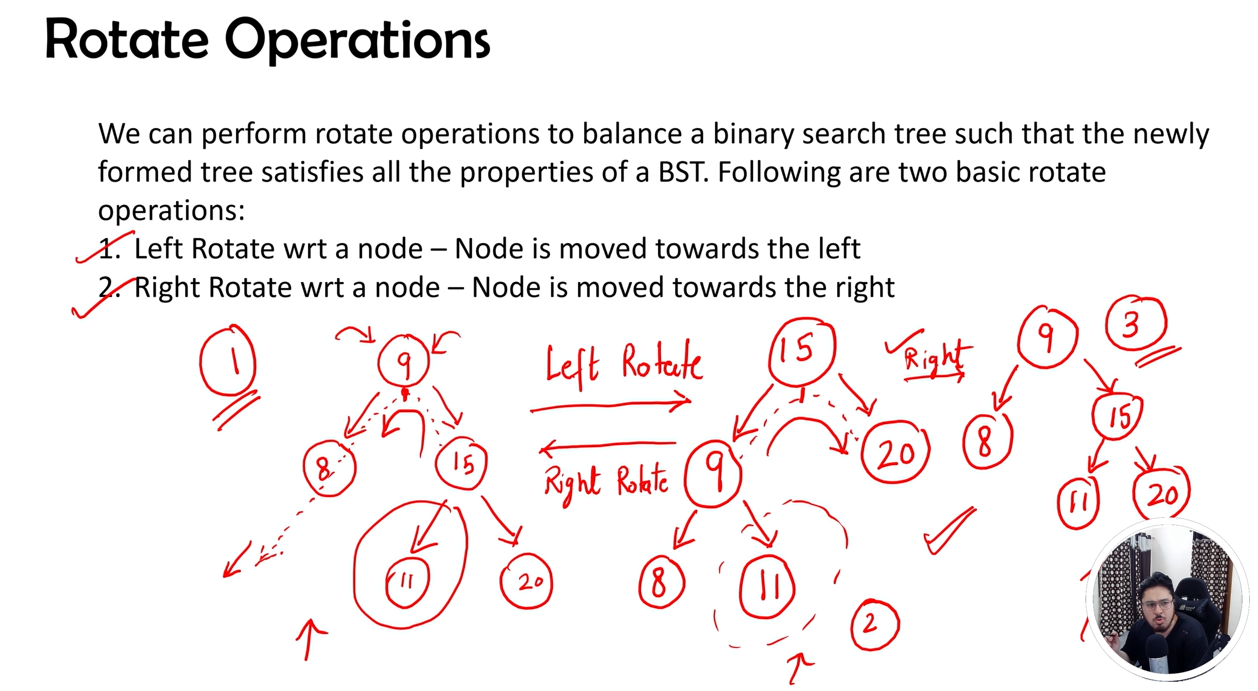 Rotate Operations
We can perform rotate operations to balance a binary search tree such that the newly
formed tree satisfies all the properties of a BST. Following are two basic rotate
operations:
1. Left Rotate wrt a node – Node is moved towards the left
2. Right Rotate wrt a node – Node is moved towards the right
1
9
8
15
11
20
Left Rotate
Right Rotate
15
9
20
8
11
2
Right
9
3
8
15
11
20